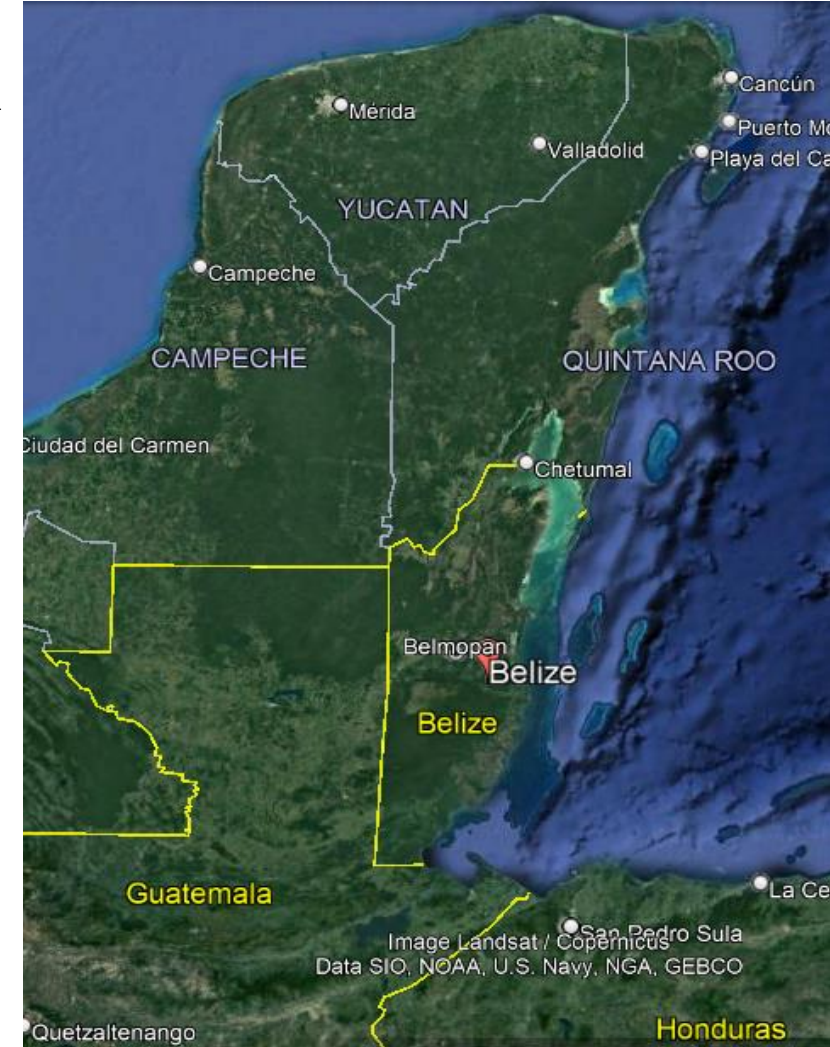 Cancún
Mérida
Puerto Mo
Valladolid
Playa del Ca
YUCATAN
Campeche
CAMPECHE
QUINTANA ROO
Ciudad del Carmen
Chetumal
Belmopan
Belize
Belize
Guatemala
La Ce
San Pedro Sula
Image Landsat / Copernicus
Data SIO, NOAA, U.S. Navy, NGA, GEBCO
Quetzaltenango
Honduras